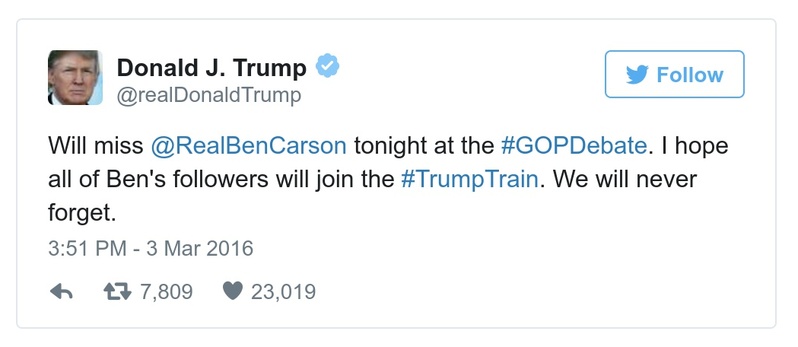 Donald J. Trump
@realDonaldTrump
Follow
Will miss @RealBenCarson tonight at the #GOPDebate. I hope
all of Ben's followers will join the #TrumpTrain. We will never
forget.
3:51 PM - 3 Mar 2016
7,809 23,019